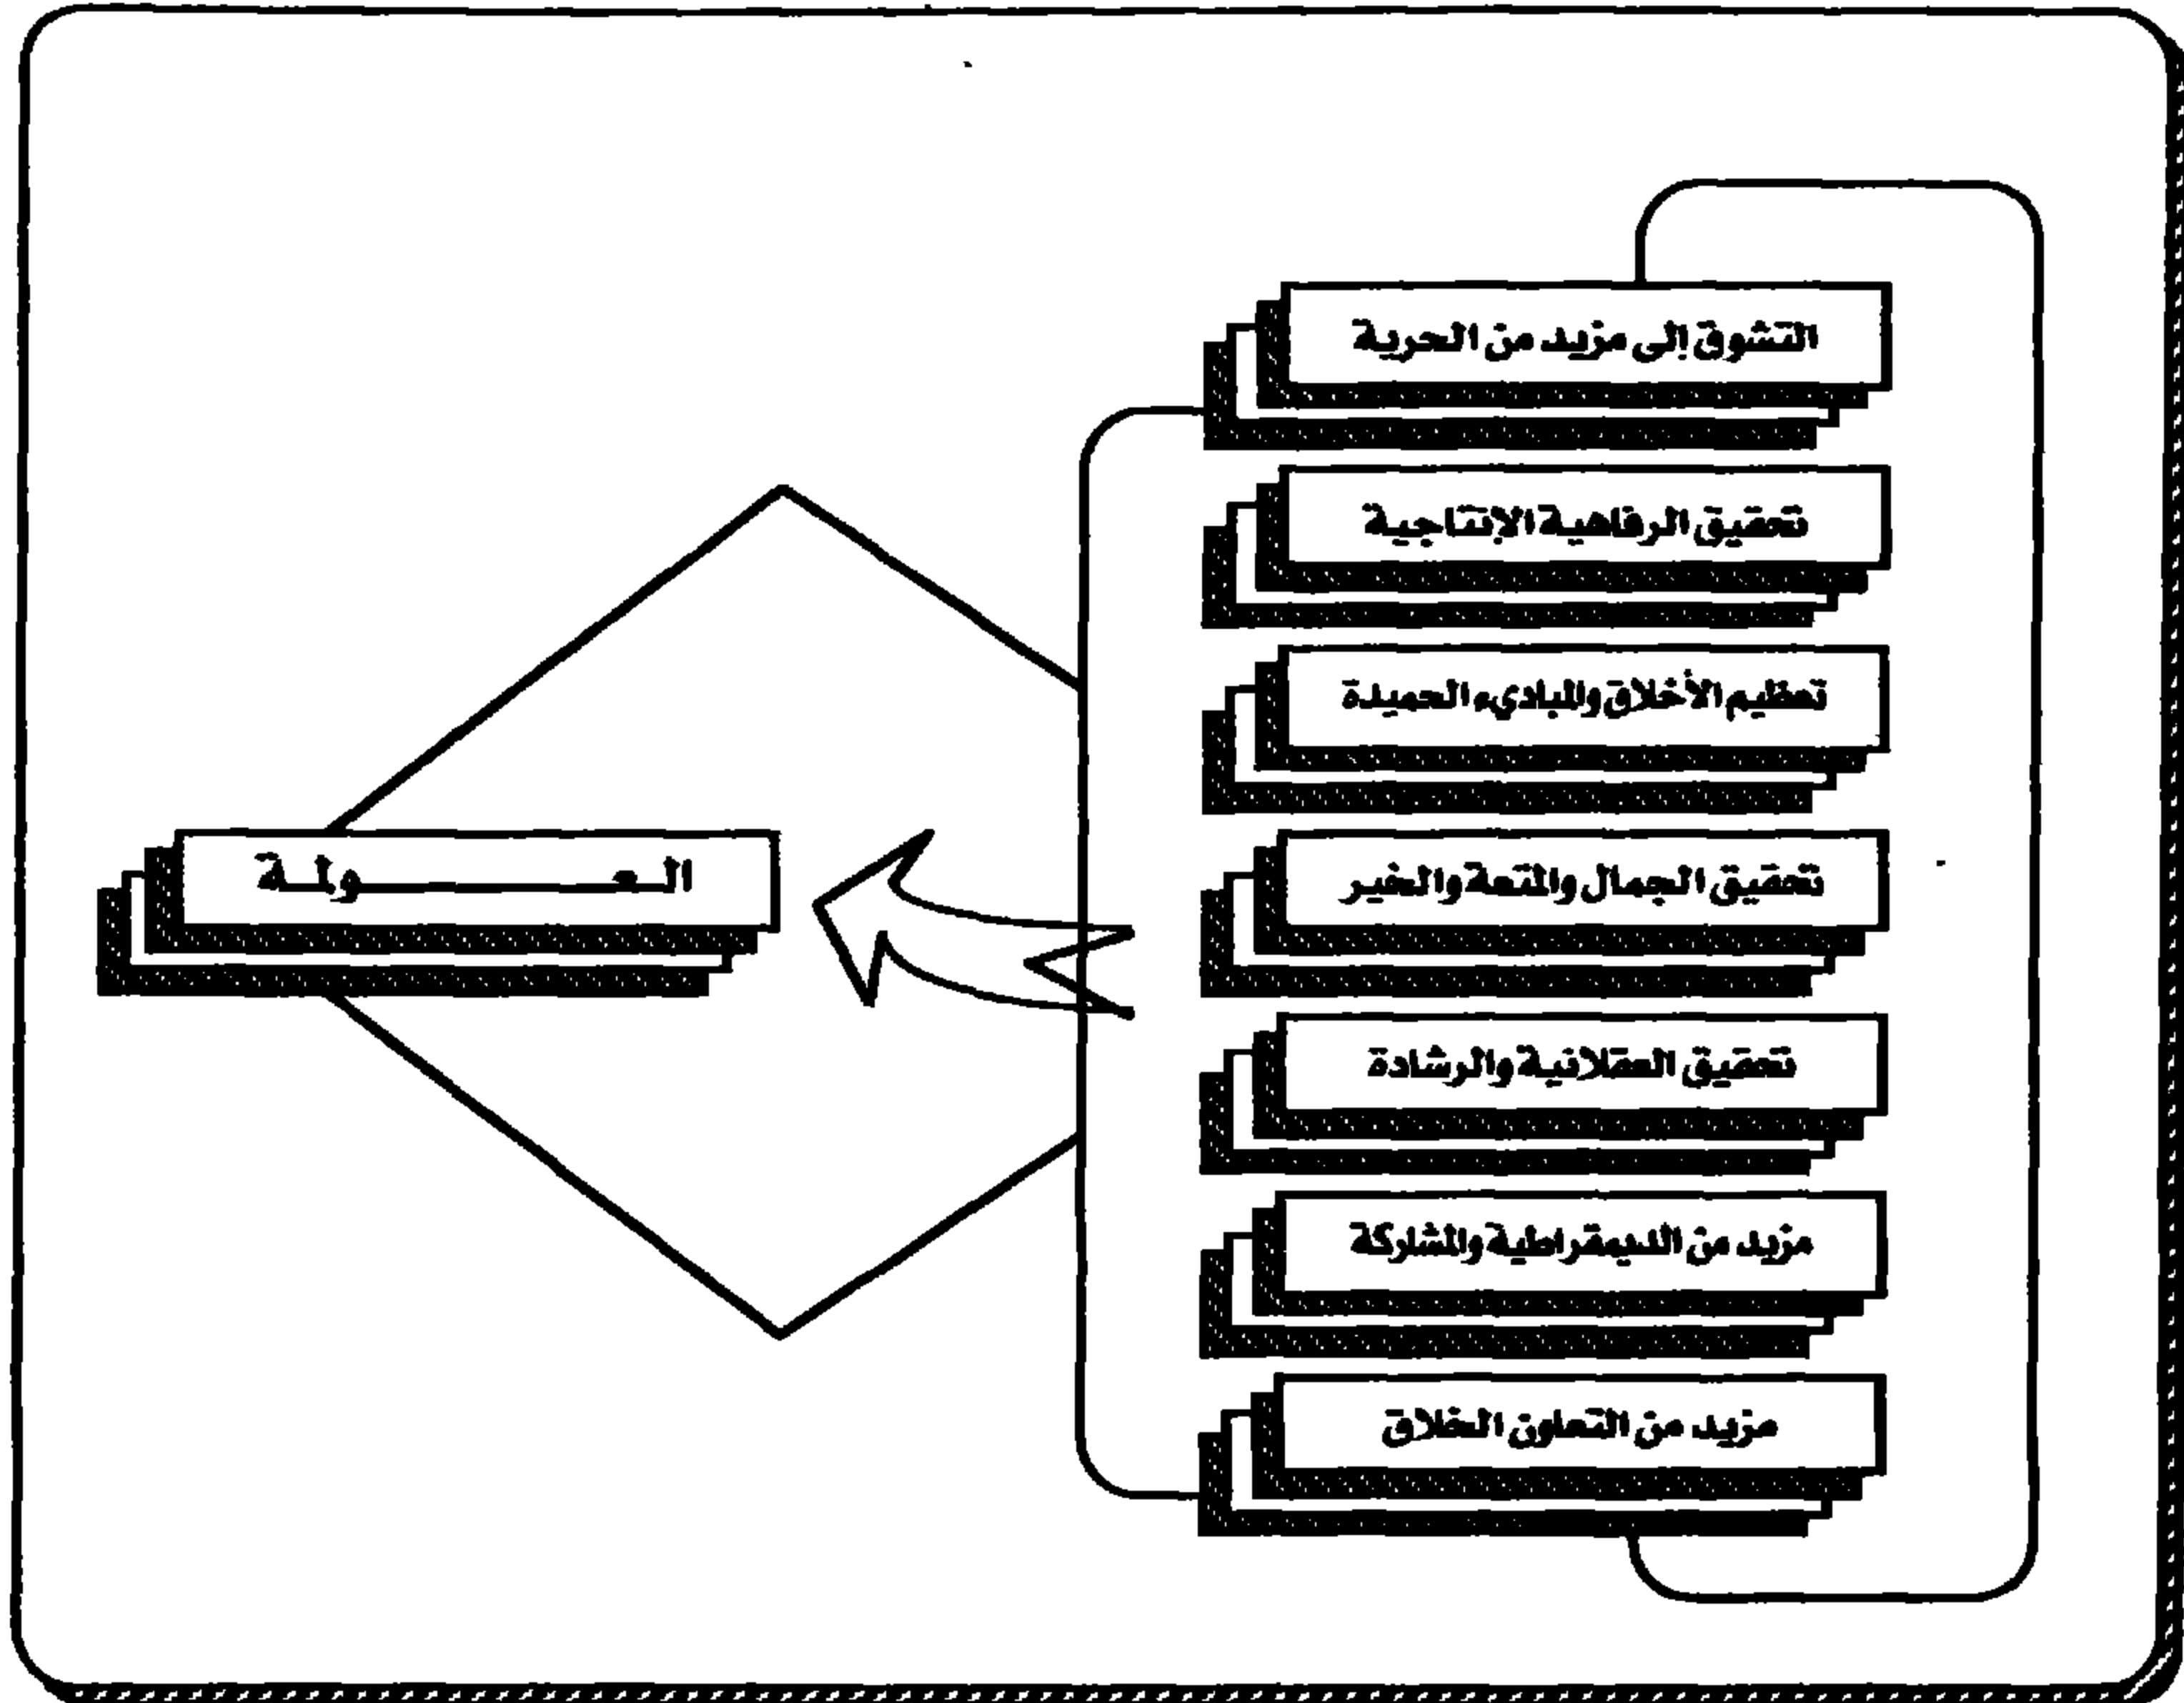 التشوق إلى مزيد من الحرية
تحقيق الرفاهية الإنتاجية
تعظيم الأخلاق والمبادىء الحميدة
تحقيق الجمال والمتعة والخير
تحقيق العقلانية والرشادة
مزيد من الديمقراطية والمشاركة
مزيد من التعاون الخلاق
العـــــــــولمة